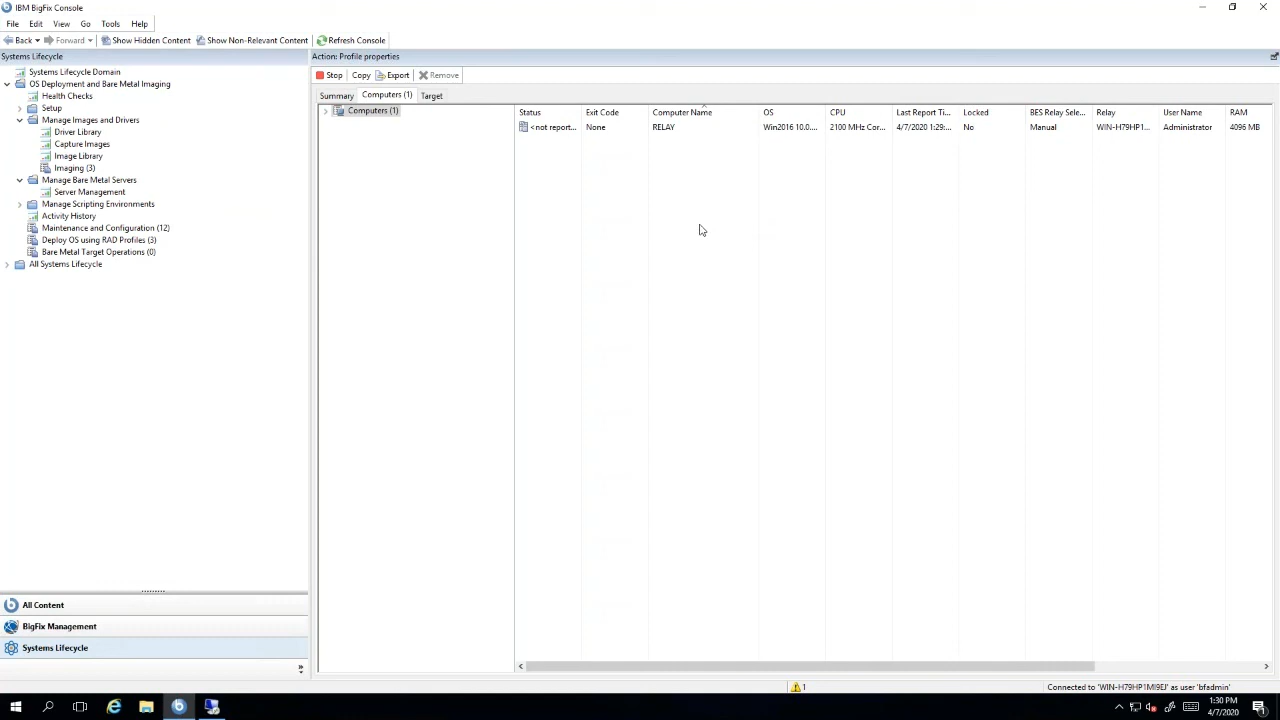 IBM BigFix Console
File Edit View Go Tools Help
Back Forward Show Hidden Content Show Non-Relevant Content Refresh Console
Systems Lifecycle
Systems Lifecycle Domain
OS Deployment and Bare Metal Imaging
Health Checks
Setup
Manage Images and Drivers
Driver Library
Capture Images
Image Library
Imaging (3)
Manage Bare Metal Servers
Server Management
Manage Scripting Environments
Activity History
Maintenance and Configuration (12)
Deploy OS using RAD Profiles (3)
Bare Metal Target Operations (0)
All Systems Lifecycle
All Content
BigFix Management
Systems Lifecycle
Action: Profile properties
Stop Copy Export Remove
Summary Computers (1) Target
Computers (1)
Status Exit Code Computer Name OS CPU Last Report Ti... Locked BES Relay Sele... Relay User Name RAM
<not report... None RELAY Win2016 10.0.... 2100 MHz Cor... 4/7/2020 1:29:... No Manual WIN-H79HP1... Administrator 4096 MB
1 Connected to 'WIN-H79HP1MI9EJ' as user 'bfadmin'
1:30 PM
4/7/2020
1